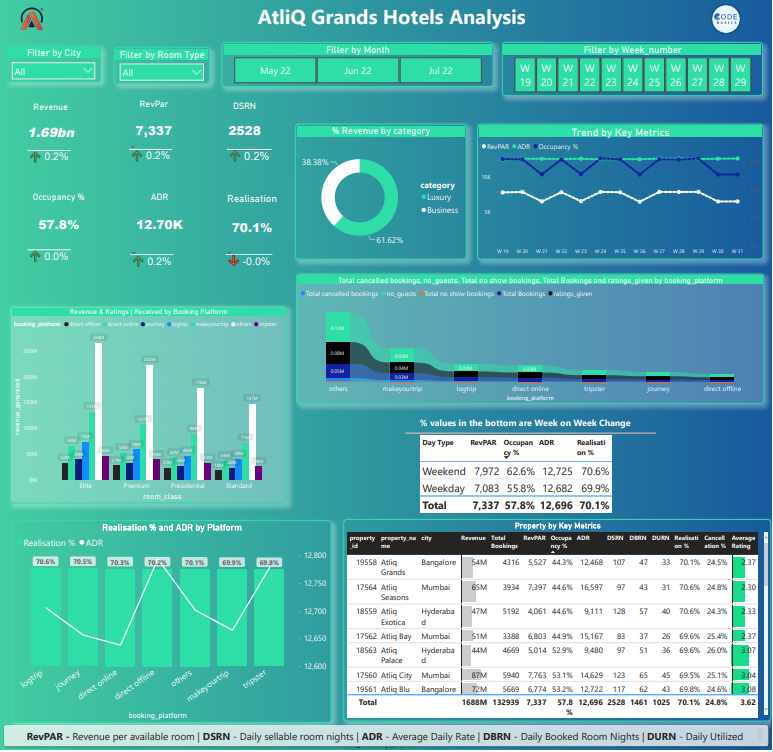 AtliQ Grands Hotels Analysis
CODE
BASICS
Filter by City
All
Filter by Room Type
All
Filter by Month
May 22
Jun 22
Jul 22
Filter by Week_number
W 19
W 20
W 21
W 22
W 23
W 24
W 25
W 26
W 27
W 28
W 29
Revenue
1.69bn
0.2%
RevPar
7,337
0.2%
DSRN
2528
0.2%
Occupancy %
57.8%
0.0%
ADR
12.70K
0.2%
Realisation
70.1%
-0.0%
% Revenue by category
38.38%
61.62%
category
Luxury
Business
Trend by Key Metrics
RevPAR ADR Occupancy %
10K
5K
W 19 W 20 W 21 W 22 W 23 W 24 W 25 W 26 W 27 W 28 W 29 W 30 W 31
Total cancelled bookings, no_guests, Total no show bookings, Total Bookings and ratings_given by booking_platform
Total cancelled bookings no_guests Total no show bookings Total Bookings ratings_given
others makeyourtrip logtrip direct online tripster journey direct offline
booking_platform
Revenue & Ratings | Received by Booking Platform
booking_platform direct offline direct online journey logtrip makeyourtrip others tripster
250M
200M
150M
100M
50M
0M
revenue_generated
Elite Premium Presidential Standard
room_class
% values in the bottom are Week on Week Change
Day Type RevPAR Occupancy % ADR Realisation %
Weekend 7,972 62.6% 12,725 70.6%
Weekday 7,083 55.8% 12,682 69.9%
Total 7,337 57.8% 12,696 70.1%
Realisation % and ADR by Platform
Realisation % ADR
70.6% 70.5% 70.3% 70.2% 70.1% 69.9% 69.8%
12,800
12,750
12,700
12,650
12,600
logtrip journey direct online direct offline others makeyourtrip tripster
booking_platform
Property by Key Metrics
property_id property_name city Revenue Total Bookings RevPAR Occupancy % ADR DSRN DBRN DURN Realisation % Cancellation % Average Rating
19558 Atliq Grands Bangalore 54M 4316 5,527 44.3% 12,468 107 47 33 70.1% 24.5% 2.37
17564 Atliq Seasons Mumbai 65M 3934 7,397 44.6% 16,597 97 43 31 70.6% 24.8% 2.30
18559 Atliq Exotica Hyderabad 47M 5192 4,061 44.6% 9,111 128 57 40 70.6% 24.3% 2.33
17562 Atliq Bay Mumbai 51M 3388 6,803 44.9% 15,167 83 37 26 69.6% 25.4% 2.37
18563 Atliq Palace Hyderabad 44M 4669 5,014 52.9% 9,480 97 51 36 69.6% 26.0% 3.07
17560 Atliq City Mumbai 87M 5940 7,763 53.1% 14,629 123 65 45 69.5% 25.1% 3.04
19561 Atliq Blu Bangalore 72M 5669 6,774 53.2% 12,722 117 62 43 69.8% 24.6% 3.08
Total 1688M 132939 7,337 57.8% 12,696 2528 1461 1025 70.1% 24.8% 3.62
RevPAR - Revenue per available room | DSRN - Daily sellable room nights | ADR - Average Daily Rate | DBRN - Daily Booked Room Nights | DURN - Daily Utilized